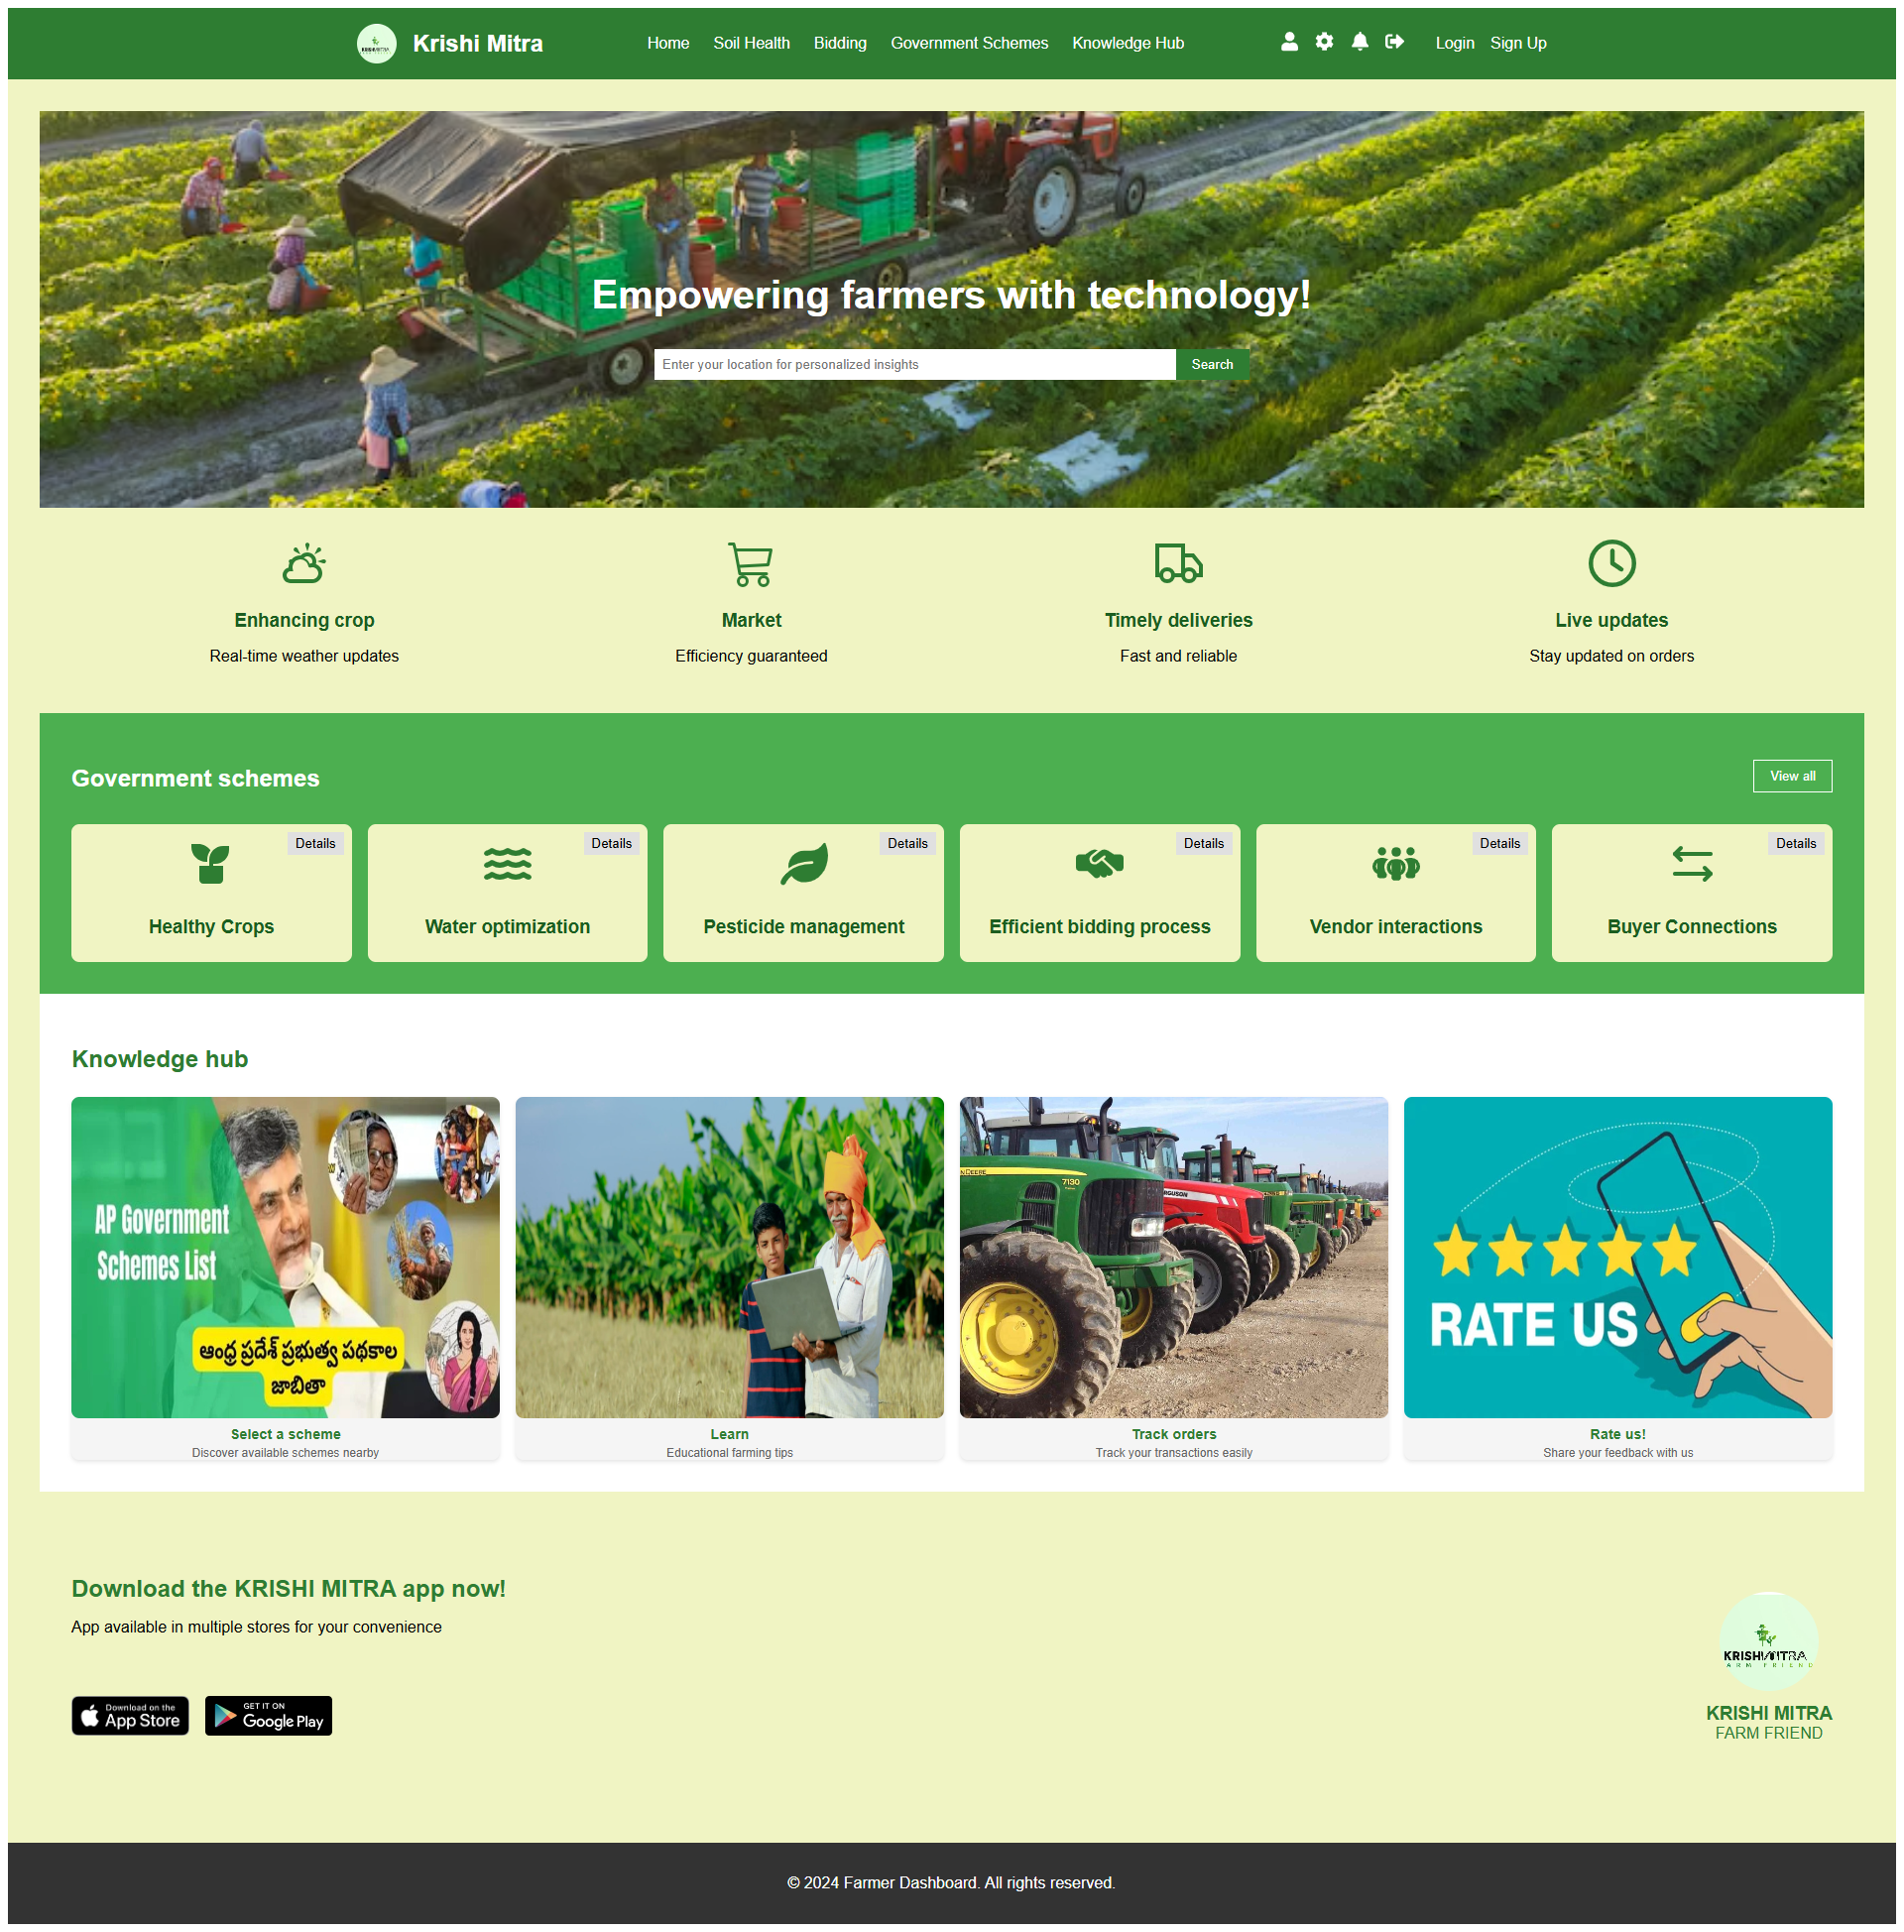 KRISHI MITRA
Krishi Mitra
Home
Soil Health
Bidding
Government Schemes
Knowledge Hub
Login
Sign Up
Empowering farmers with technology!
Enter your location for personalized insights
Search
Enhancing crop
Real-time weather updates
Market
Efficiency guaranteed
Timely deliveries
Fast and reliable
Live updates
Stay updated on orders
Government schemes
View all
Details
Healthy Crops
Details
Water optimization
Details
Pesticide management
Details
Efficient bidding process
Details
Vendor interactions
Details
Buyer Connections
Knowledge hub
AP Government
Schemes List
ఆంధ్ర ప్రదేశ్ ప్రభుత్వ పథకాల
జాబితా
Select a scheme
Discover available schemes nearby
Learn
Educational farming tips
7130
Track orders
Track your transactions easily
RATE US
Rate us!
Share your feedback with us
Download the KRISHI MITRA app now!
App available in multiple stores for your convenience
Download on the
App Store
GET IT ON
Google Play
KRISHI MITRA
ARM FRIEND
KRISHI MITRA
FARM FRIEND
© 2024 Farmer Dashboard. All rights reserved.